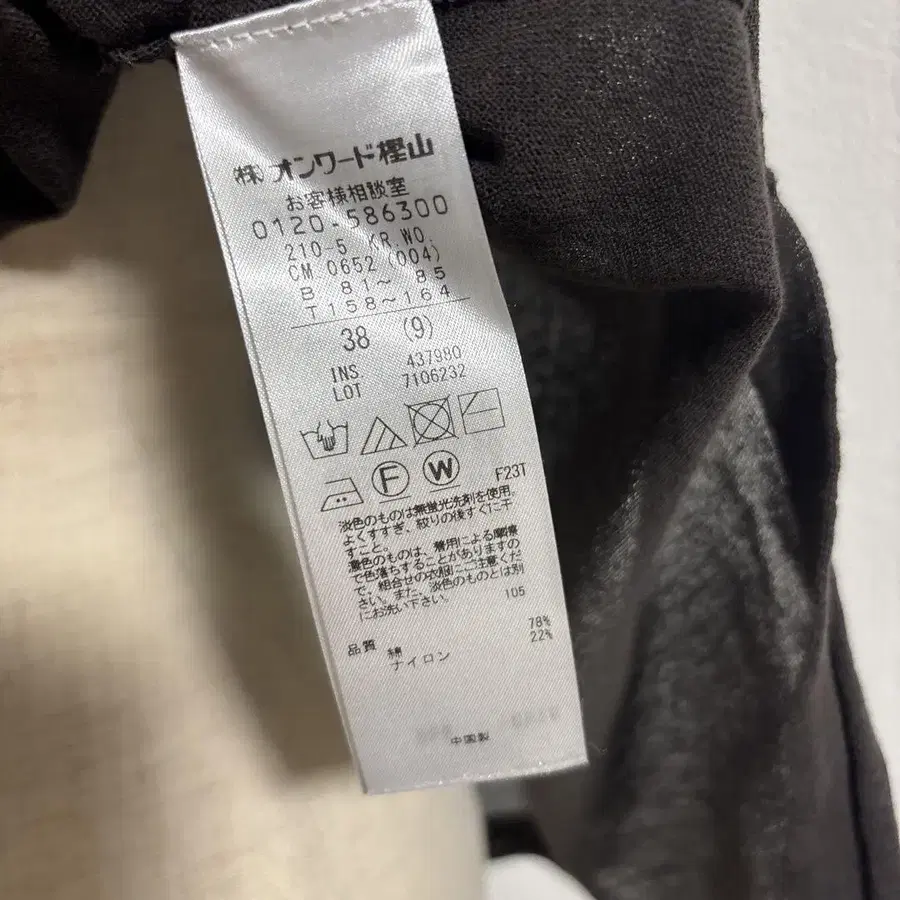 (株)オンワード樫山
お客様相談室
0120-586300
210-5 KR.WO.
CM 0652 (004)
B 81～ 85
T158～164
38 (9)
INS 437980
LOT 7106232
F W F23T
淡色のものは無蛍光洗剤を使用。
よくすすぎ、絞りの後すぐに干
すこと。
濃色のものは、着用による摩擦
で色落ちすることがありますの
で、組合せの衣服にご注意くだ
さい。また、淡色のものとは別
にお洗い下さい。 105
品質 綿 78%
ナイロン 22%
中国製